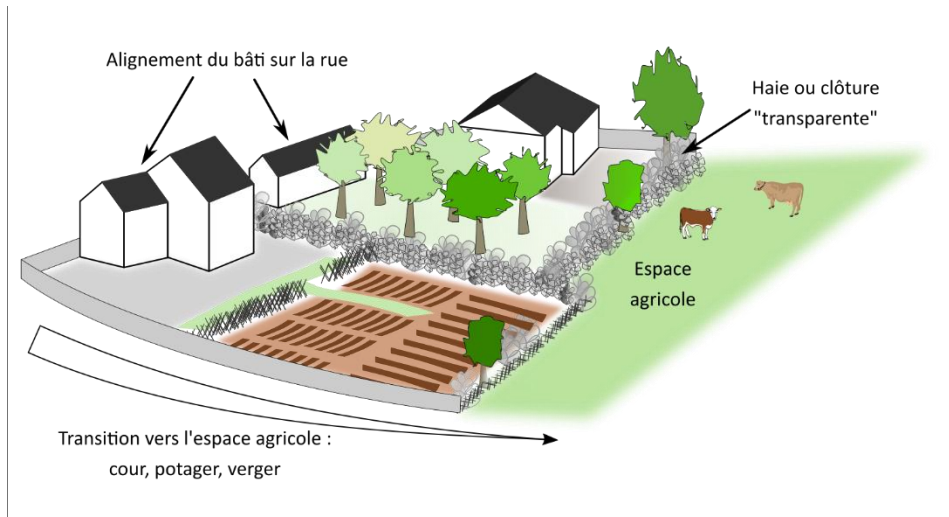 Alignement du bâti sur la rue
Haie ou clôture
"transparente"
Espace
agricole
Transition vers l'espace agricole :
cour, potager, verger